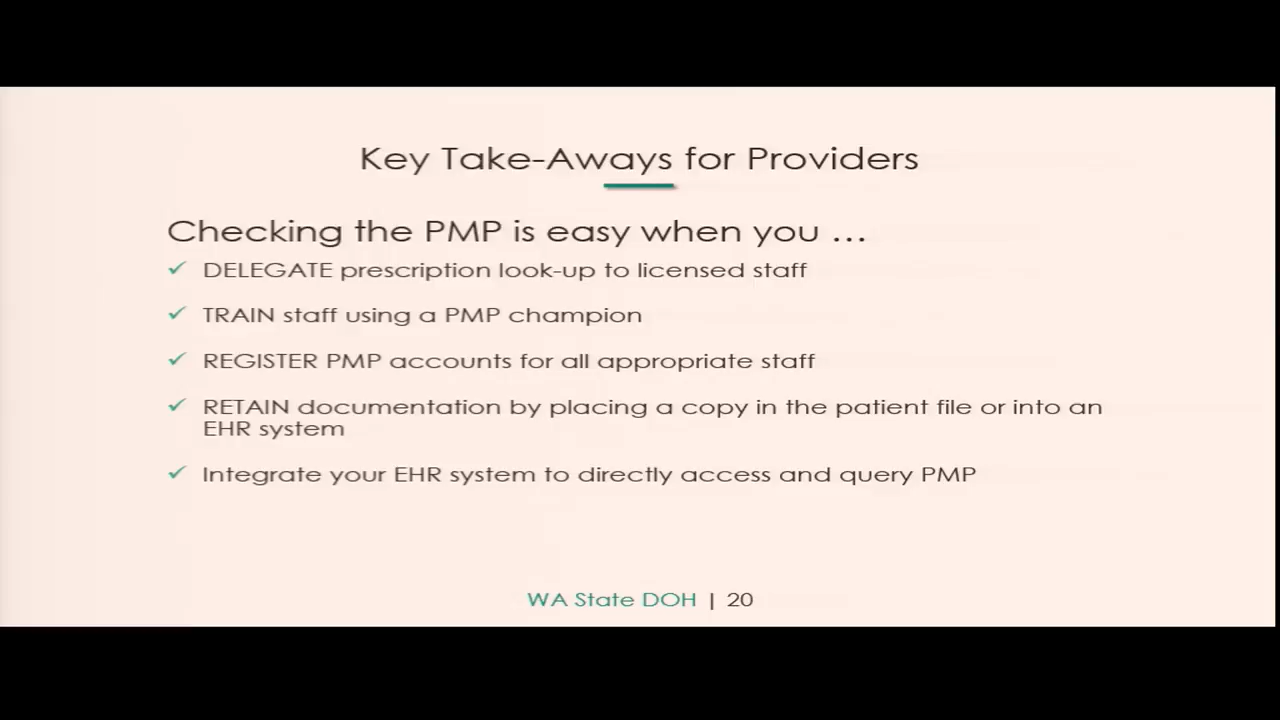 Key Take-Aways for Providers
Checking the PMP is easy when you ...
✓ DELEGATE prescription look-up to licensed staff
✓ TRAIN staff using a PMP champion
✓ REGISTER PMP accounts for all appropriate staff
✓ RETAIN documentation by placing a copy in the patient file or into an
EHR system
✓ Integrate your EHR system to directly access and query PMP
WA State DOH | 20